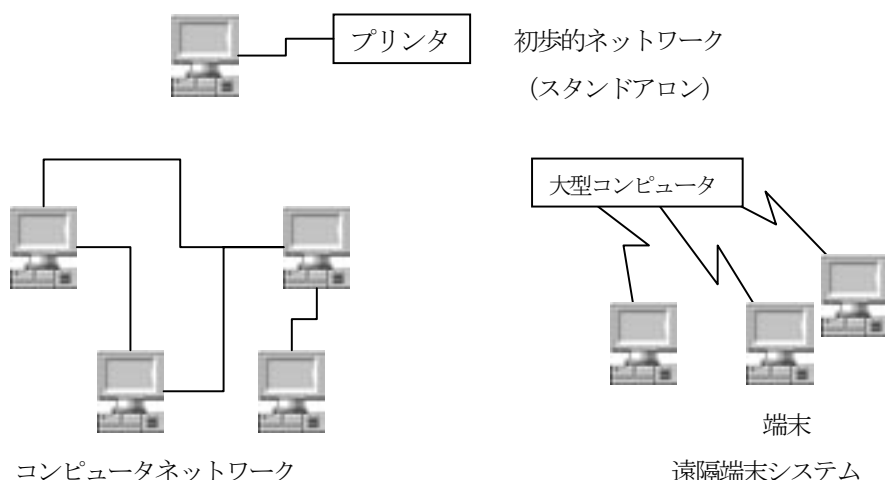 プリンタ
初歩的ネットワーク
（スタンドアロン）
大型コンピュータ
端末
コンピュータネットワーク
遠隔端末システム